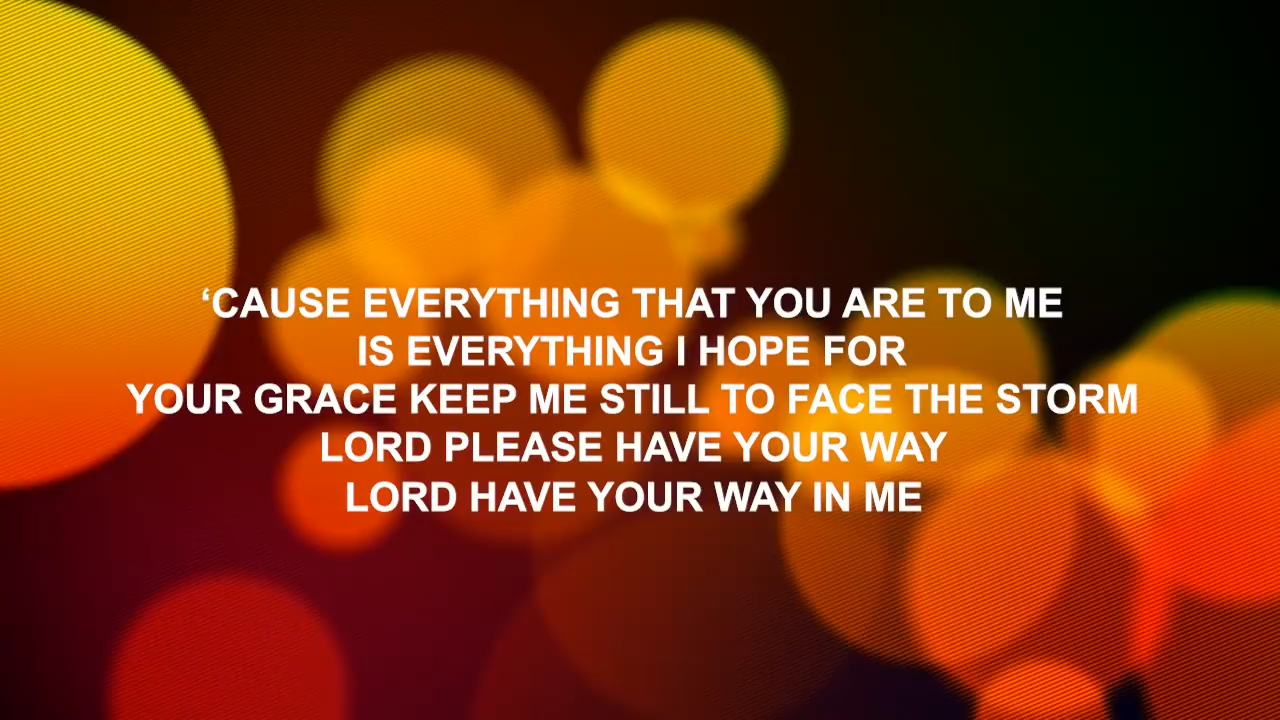 ‘CAUSE EVERYTHING THAT YOU ARE TO ME
IS EVERYTHING I HOPE FOR
YOUR GRACE KEEP ME STILL TO FACE THE STORM
LORD PLEASE HAVE YOUR WAY
LORD HAVE YOUR WAY IN ME